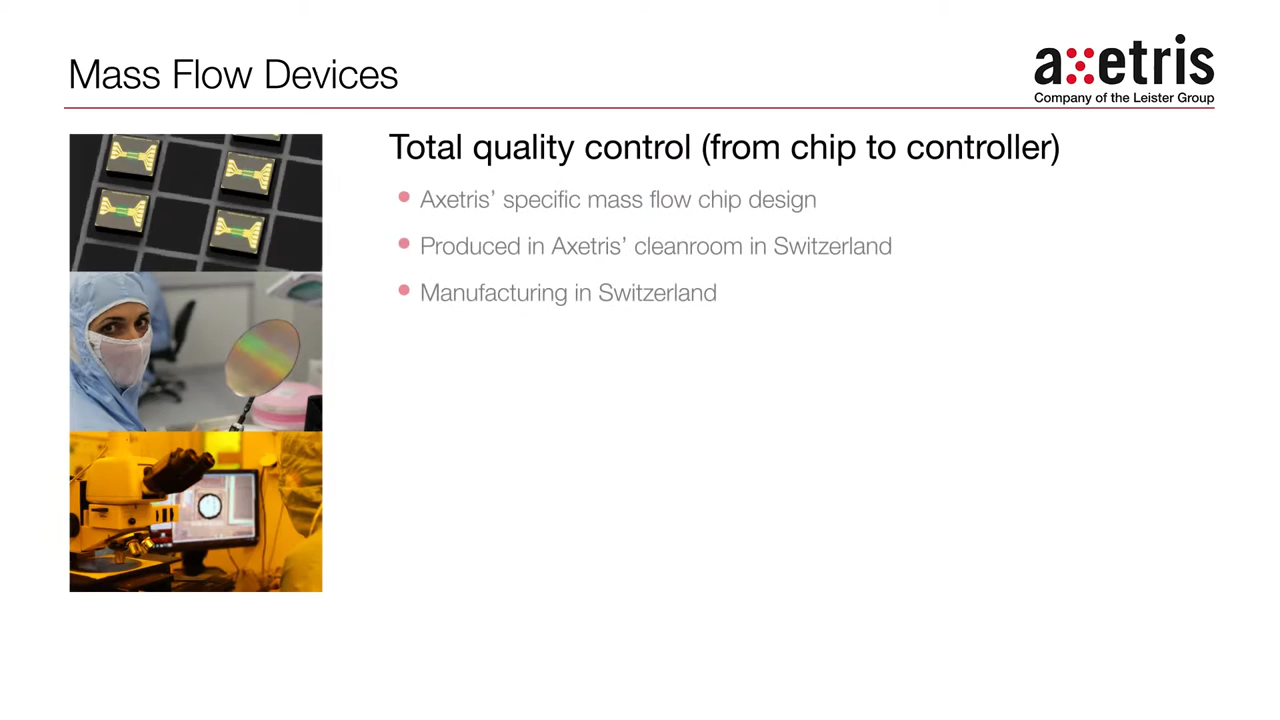 Mass Flow Devices
axetris
Company of the Leister Group
Total quality control (from chip to controller)
Axetris’ specific mass flow chip design
Produced in Axetris’ cleanroom in Switzerland
Manufacturing in Switzerland